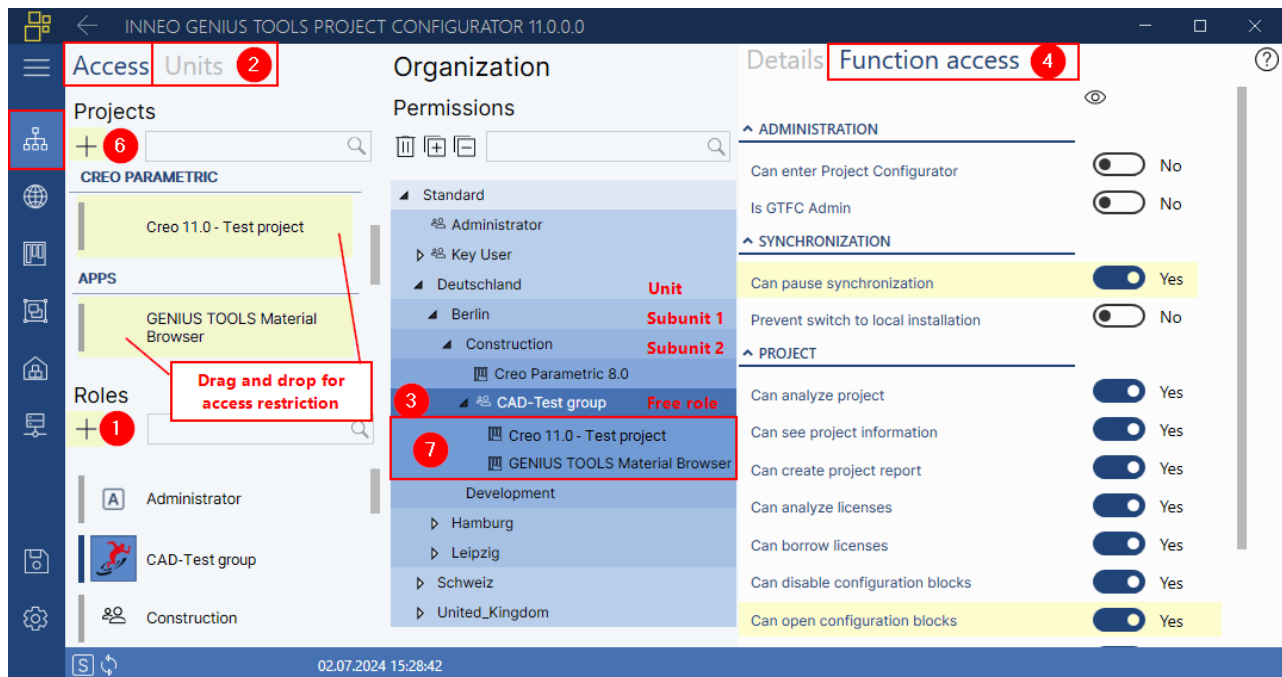 INNEO GENIUS TOOLS PROJECT CONFIGURATOR 11.0.0.0
Access Units 2
Projects
6
CREO PARAMETRIC
Creo 11.0 - Test project
APPS
GENIUS TOOLS Material
Browser
Drag and drop for
access restriction
Roles
1
A Administrator
CAD-Test group
Construction
Organization
Permissions
Standard
Administrator
Key User
Deutschland Unit
Berlin Subunit 1
Construction Subunit 2
Creo Parametric 8.0
3 CAD-Test group Free role
7
Creo 11.0 - Test project
GENIUS TOOLS Material Browser
Development
Hamburg
Leipzig
Schweiz
United_Kingdom
Details Function access 4
?
ADMINISTRATION
Can enter Project Configurator No
Is GTFC Admin No
SYNCHRONIZATION
Can pause synchronization Yes
Prevent switch to local installation No
PROJECT
Can analyze project Yes
Can see project information Yes
Can create project report Yes
Can analyze licenses Yes
Can borrow licenses Yes
Can disable configuration blocks Yes
Can open configuration blocks Yes
S 02.07.2024 15:28:42